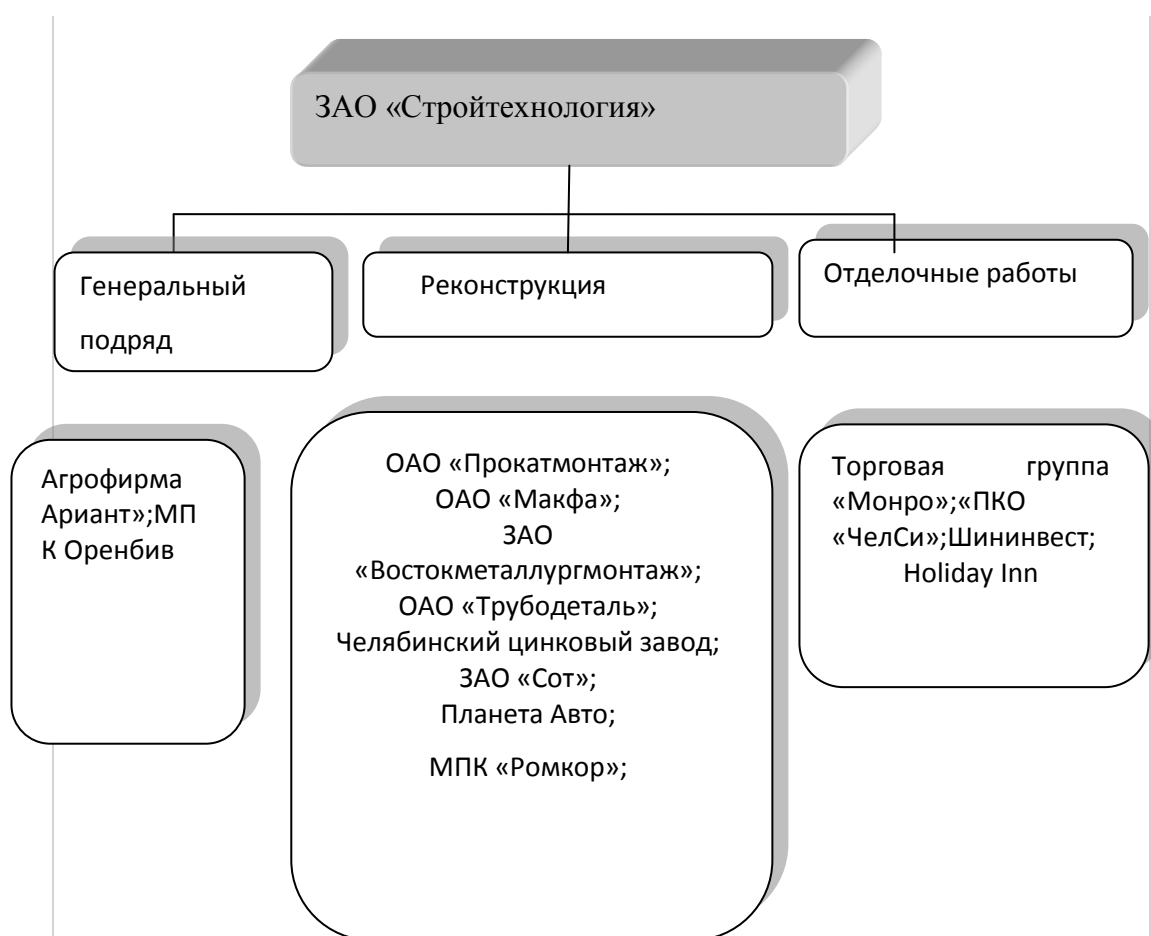 ЗАО «Стройтехнология»
Генеральный
подряд
Реконструкция
Отделочные работы
Агрофирма
Ариант»;МП
К Оренбив
ОАО «Прокатмонтаж»;
ОАО «Макфа»;
ЗАО
«Востокметаллургмонтаж»;
ОАО «Трубодеталь»;
Челябинский цинковый завод;
ЗАО «Сот»;
Планета Авто;
МПК «Ромкор»;
Торговая группа
«Монро»;«ПКО
«ЧелСи»;Шининвест;
Holiday Inn